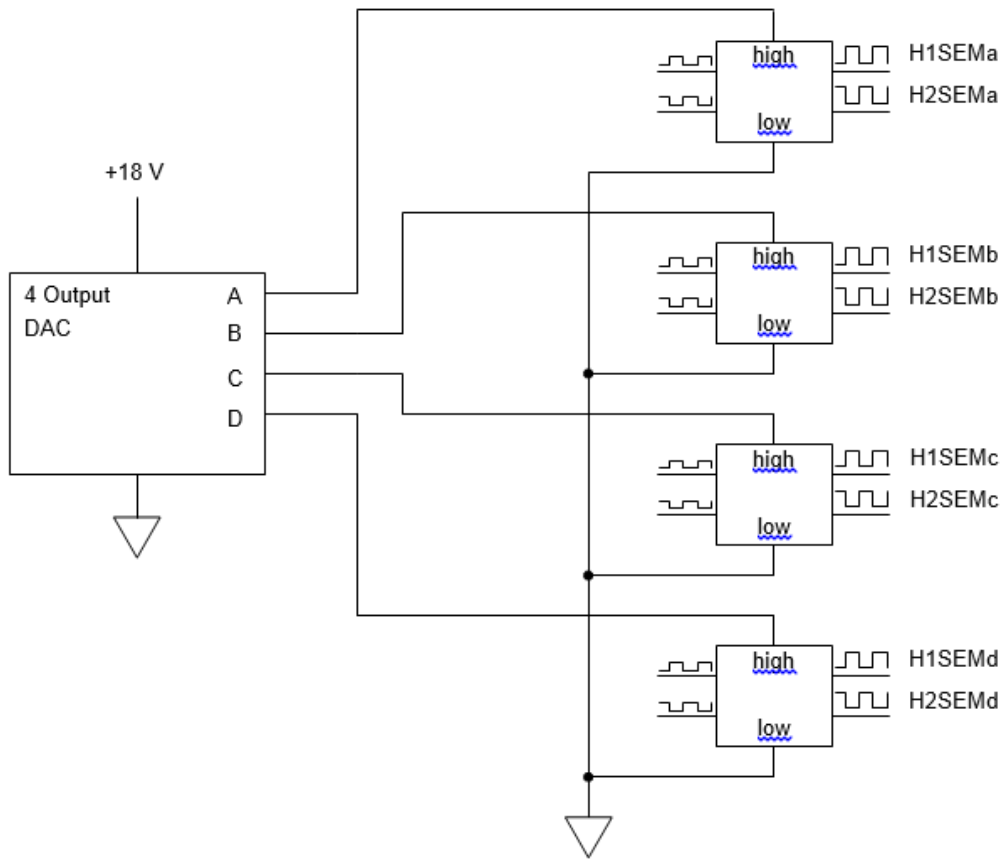 high
H1SEMa
H2SEMa
low
+18 V
high
H1SEMb
H2SEMb
low
4 Output
DAC
A
B
C
D
high
H1SEMc
H2SEMc
low
high
H1SEMd
H2SEMd
low